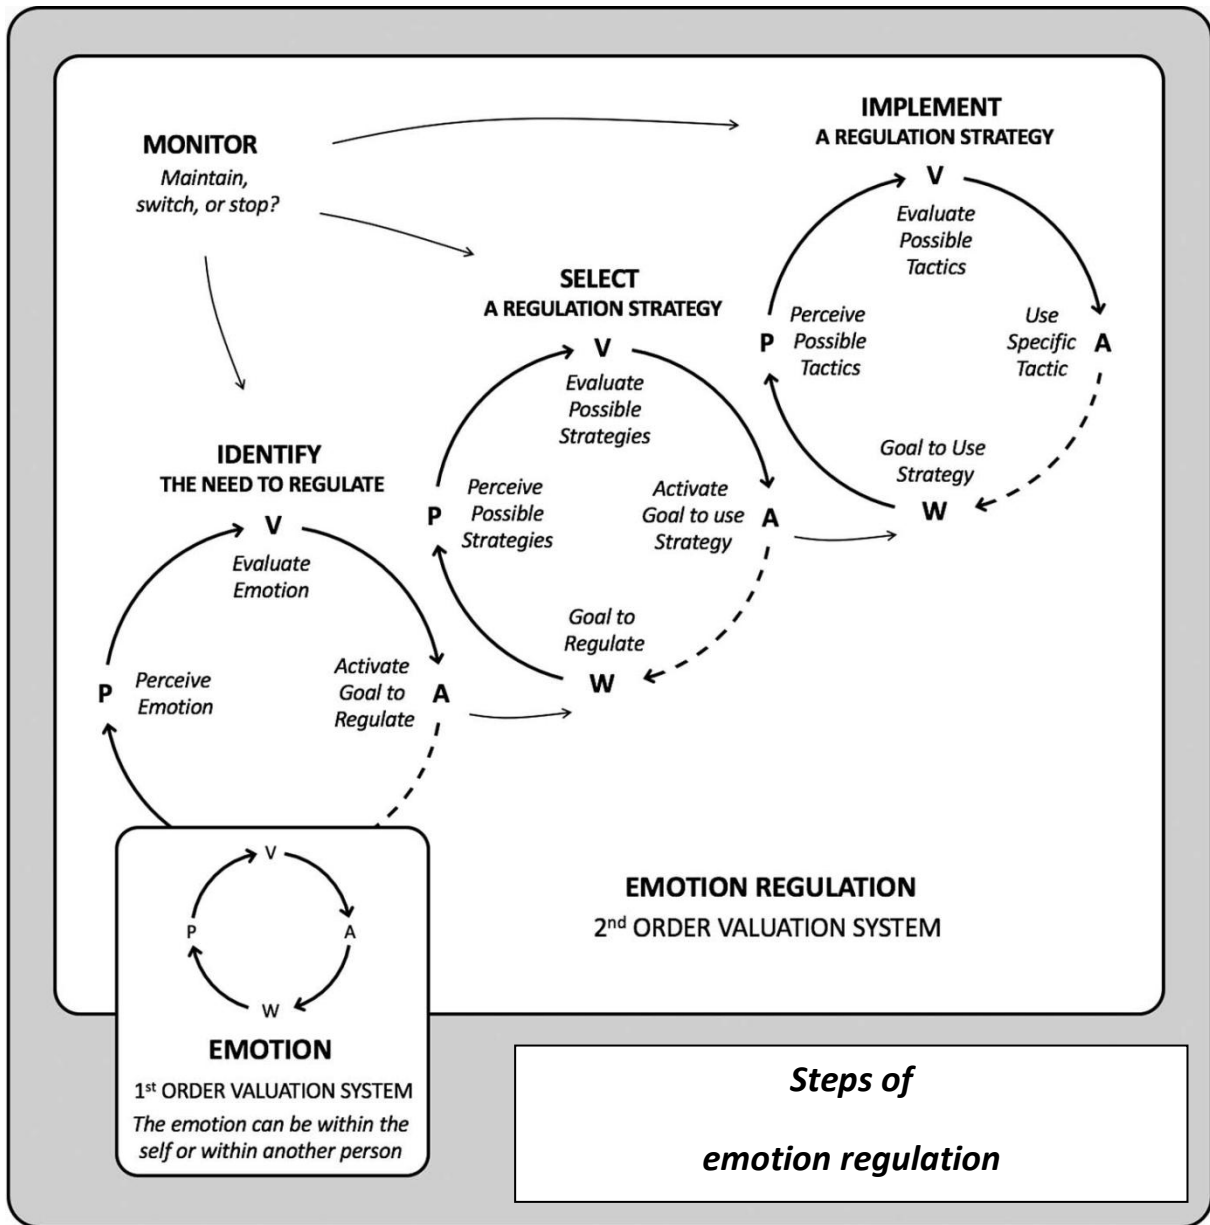 MONITOR
Maintain,
switch, or stop?
IMPLEMENT
A REGULATION STRATEGY
V
Evaluate
Possible
Tactics
P
Perceive
Possible
Tactics
Use
Specific
Tactic
A
Goal to Use
Strategy
W
SELECT
A REGULATION STRATEGY
V
Evaluate
Possible
Strategies
P
Perceive
Possible
Strategies
Activate
Goal to use
Strategy
A
Goal to
Regulate
W
IDENTIFY
THE NEED TO REGULATE
V
Evaluate
Emotion
P
Perceive
Emotion
Activate
Goal to
Regulate
A
V
P
A
W
EMOTION
1st ORDER VALUATION SYSTEM
The emotion can be within the
self or within another person
EMOTION REGULATION
2nd ORDER VALUATION SYSTEM
Steps of
emotion regulation